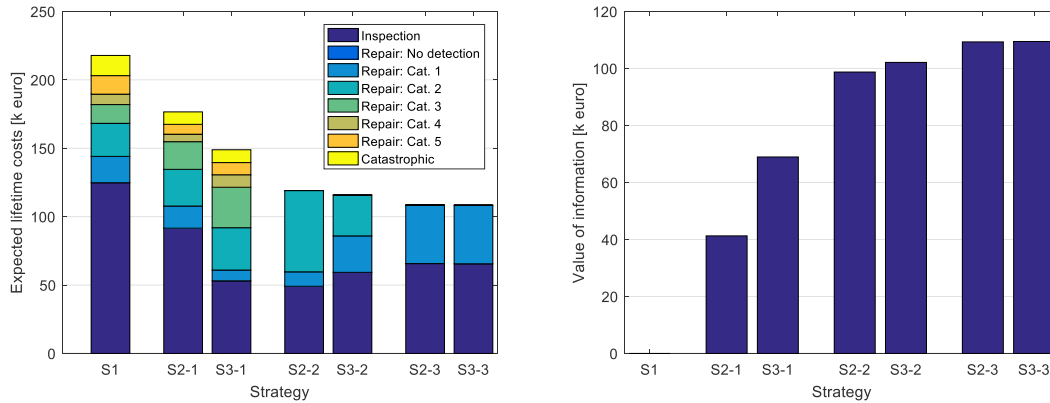 250
200
150
100
50
0
Expected lifetime costs [k euro]
Inspection
Repair: No detection
Repair: Cat. 1
Repair: Cat. 2
Repair: Cat. 3
Repair: Cat. 4
Repair: Cat. 5
Catastrophic
S1 S2-1 S3-1 S2-2 S3-2 S2-3 S3-3
Strategy
120
100
80
60
40
20
0
Value of information [k euro]
S1 S2-1 S3-1 S2-2 S3-2 S2-3 S3-3
Strategy